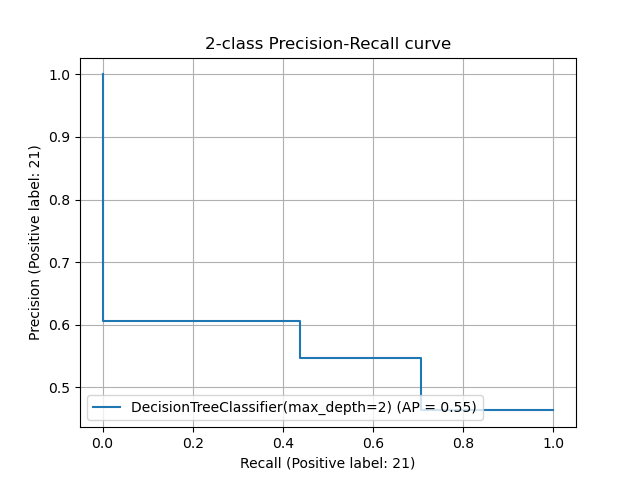 2-class Precision-Recall curve
1.0
0.9
0.8
0.7
0.6
0.5
Precision (Positive label: 21)
DecisionTreeClassifier(max_depth=2) (AP = 0.55)
0.0 0.2 0.4 0.6 0.8 1.0
Recall (Positive label: 21)